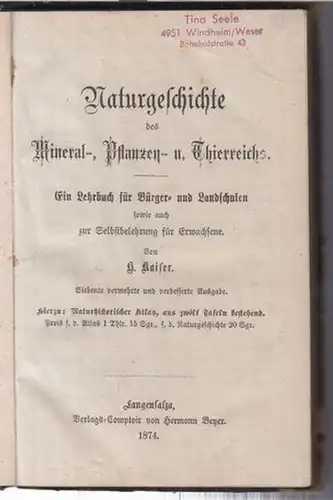 Tina Seele
4951 Windheim/Weser
Bahnhofstraße 43
Naturgeschichte
des
Mineral-, Pflanzen- u. Thierreichs.
Ein Lehrbuch für Bürger- und Landschulen
sowie auch
zur Selbstbelehrung für Erwachsene.
Von
H. Kaiser.
Siebente vermehrte und verbesserte Ausgabe.
Hierzu: Naturhistorischer Atlas, aus zwölf Tafeln bestehend.
Preis f. d. Atlas 1 Thlr. 15 Sgr., f. d. Naturgeschichte 20 Sgr.
Langensalza,
Verlags-Comptoir von Hermann Beyer.
1874.